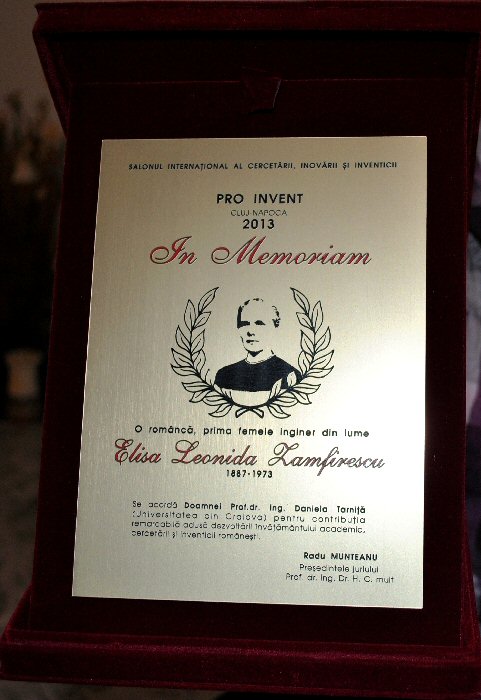 SALONUL INTERNAȚIONAL AL CERCETĂRII, INOVĂRII ȘI INVENTICII
PRO INVENT
CLUJ-NAPOCA
2013
In Memoriam
O româncă, prima femeie inginer din lume
Elisa Leonida Zamfirescu
1887-1973
Se acordă Doamnei Prof.dr. ing. Daniela Tarniță
(Universitatea din Craiova) pentru contribuția
remarcabilă adusă dezvoltării învățământului academic,
cercetării și inventicii românești.
Radu MUNTEANU
Președintele juriului
Prof. dr. ing. Dr. H. C. mult